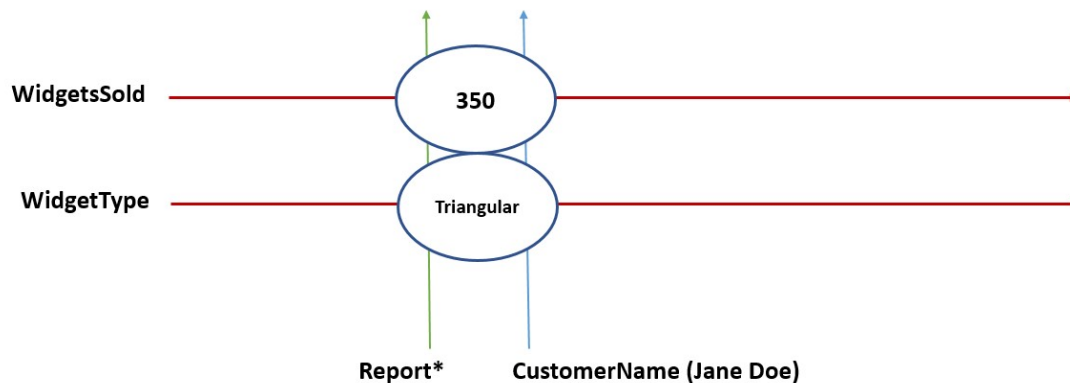 WidgetsSold
350
WidgetType
Triangular
Report*
CustomerName (Jane Doe)